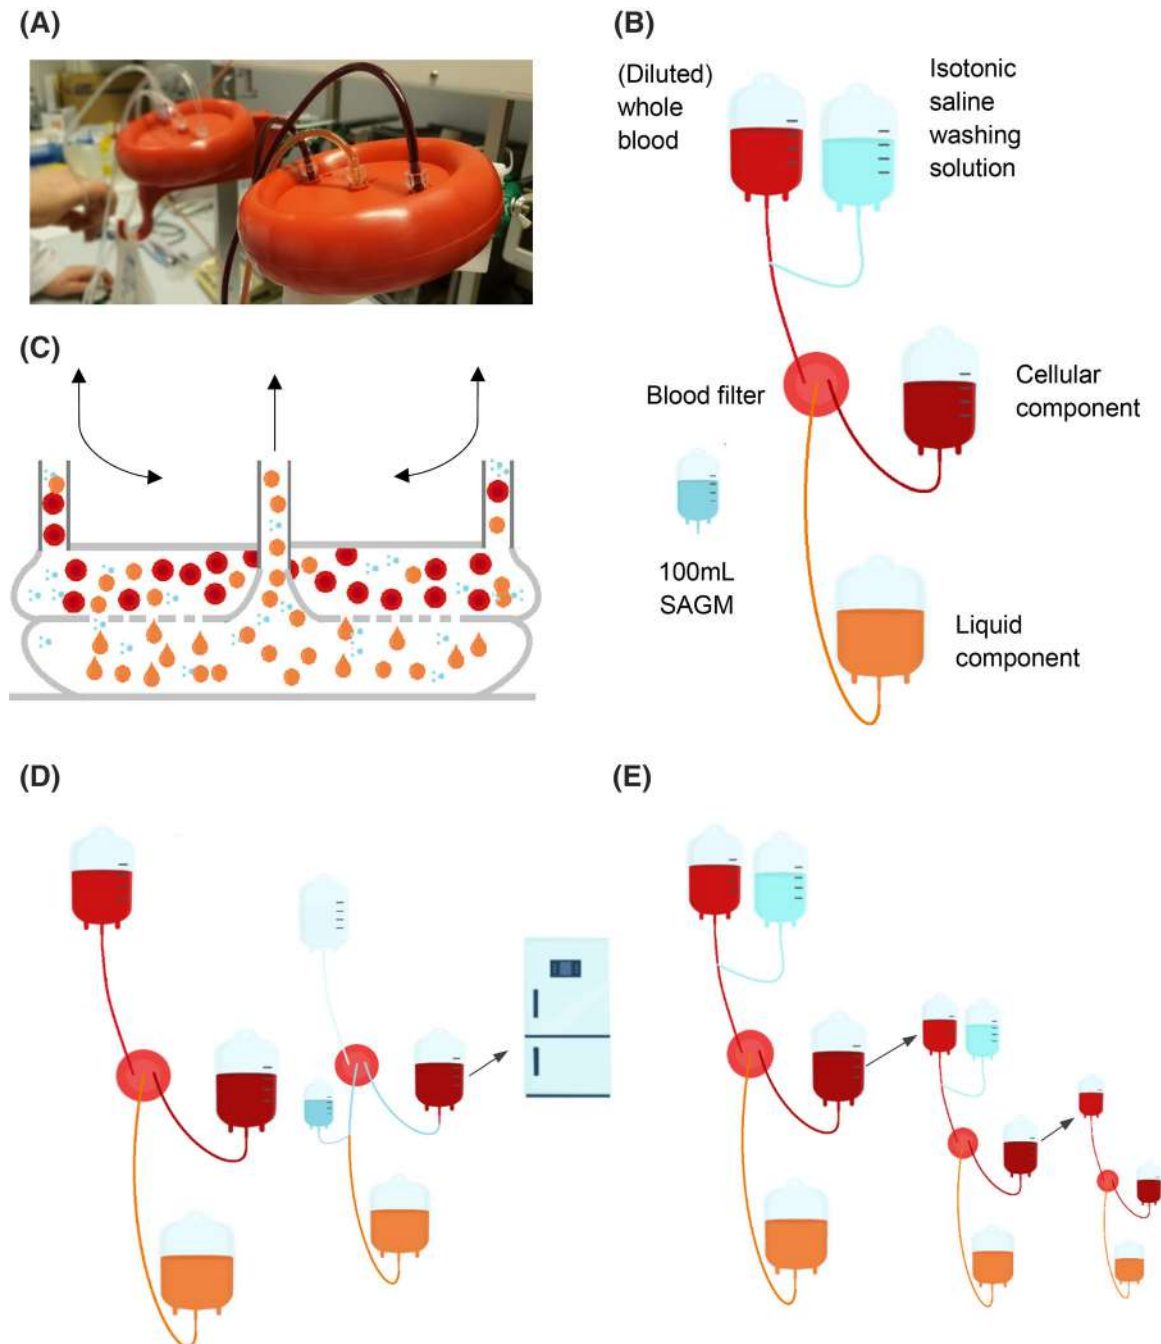 (A)
(B)
(Diluted)
whole
blood
Isotonic
saline
washing
solution
(C)
Blood filter
Cellular
component
100mL
SAGM
Liquid
component
(D)
(E)